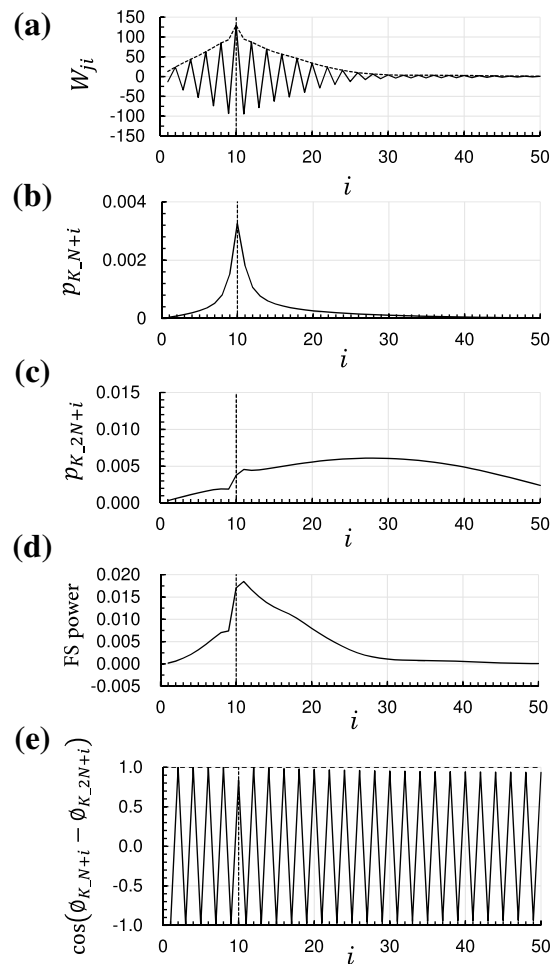 (a)
W_ji
150
100
50
0
-50
-100
-150
0 10 20 30 40 50
i
(b)
p_K_N+i
0.004
0.002
0
0 10 20 30 40 50
i
(c)
p_K_2N+i
0.015
0.010
0.005
0.000
0 10 20 30 40 50
i
(d)
FS power
0.020
0.015
0.010
0.005
0.000
-0.005
0 10 20 30 40 50
i
(e)
cos(∅_K_N+i − ∅_K_2N+i)
1.0
0.5
0.0
-0.5
-1.0
0 10 20 30 40 50
i